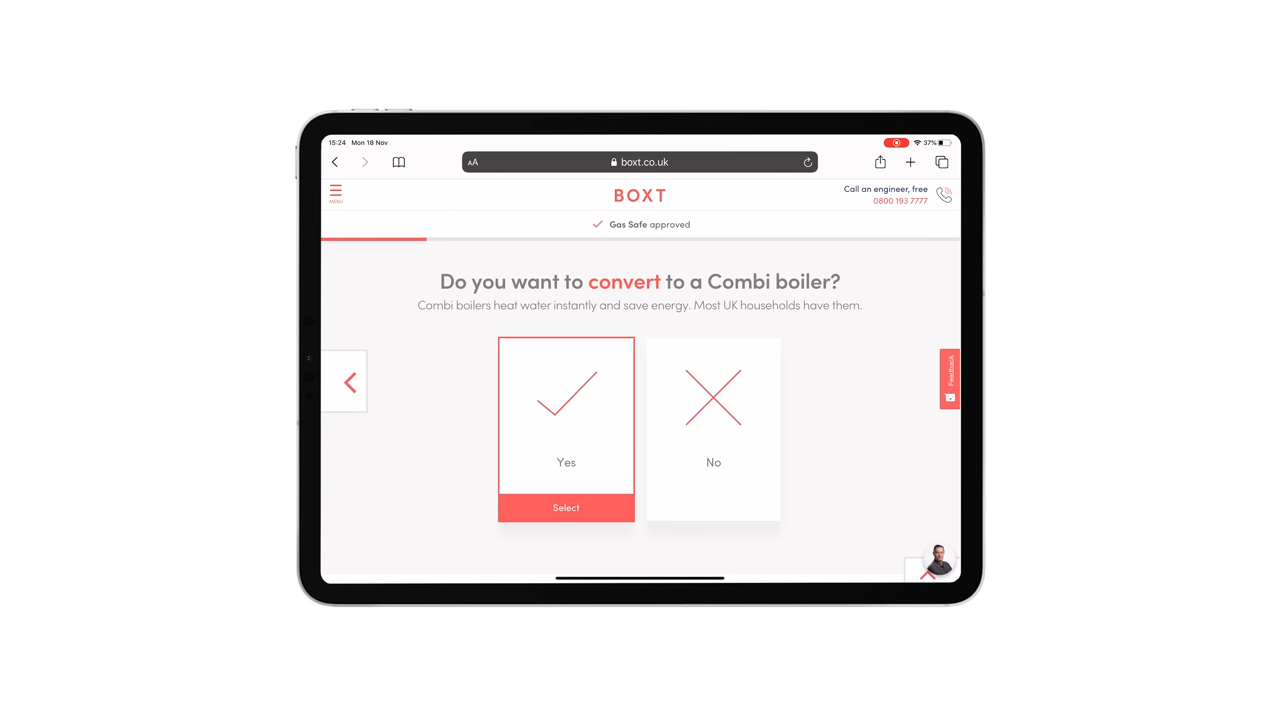 15:24 Mon 18 Nov
37%
AA
boxt.co.uk
MENU
BOXT
Call an engineer, free
0800 193 7777
Gas Safe approved
Do you want to convert to a Combi boiler?
Combi boilers heat water instantly and save energy. Most UK households have them.
Feedback
Yes
No
Select